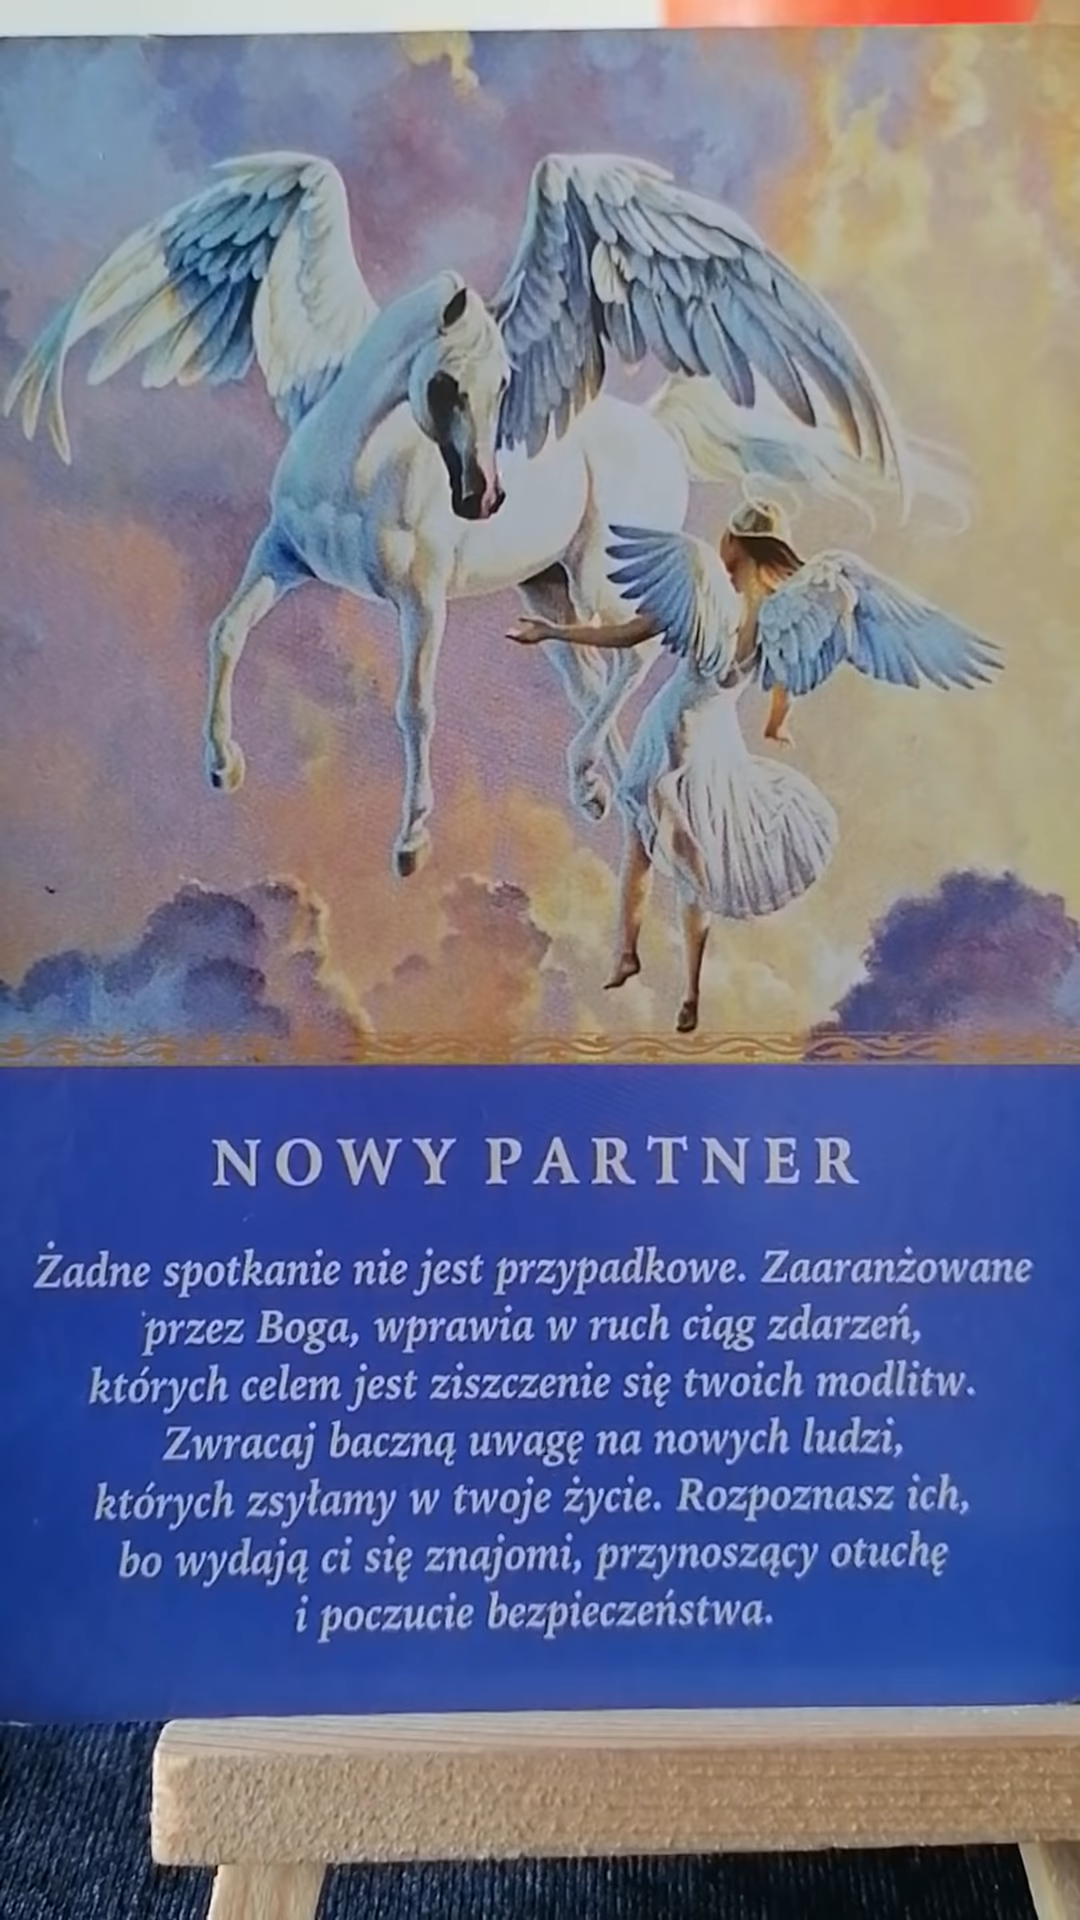 NOWY PARTNER
Żadne spotkanie nie jest przypadkowe. Zaaranżowane
przez Boga, wprawia w ruch ciąg zdarzeń,
których celem jest ziszczenie się twoich modlitw.
Zwracaj baczną uwagę na nowych ludzi,
których zsyłamy w twoje życie. Rozpoznasz ich,
bo wydają ci się znajomi, przynoszący otuchę
i poczucie bezpieczeństwa.